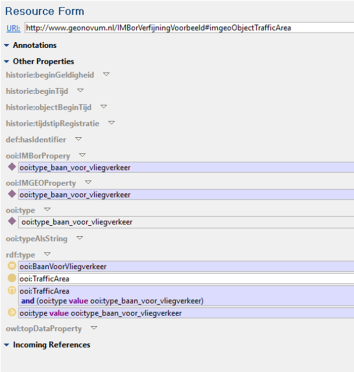 Resource Form
URI: http://www.geonovum.nl/IMBorVerfijningVoorbeeld#imgeoObjectTrafficArea
Annotations
Other Properties
historie:beginGeldigheid
historie:beginTijd
historie:objectBeginTijd
historie:tijdstipRegistratie
def:hasIdentifier
ooi:IMBorPropery
ooi:type_baan_voor_vliegverkeer
ooi:IMGEOProperty
ooi:type_baan_voor_vliegverkeer
ooi:type
ooi:type_baan_voor_vliegverkeer
ooi:typeAlsString
rdf:type
ooi:BaanVoorVliegverkeer
ooi:TrafficArea
ooi:TrafficArea
and (ooi:type value ooi:type_baan_voor_vliegverkeer)
ooi:type value ooi:type_baan_voor_vliegverkeer
owl:topDataProperty
Incoming References